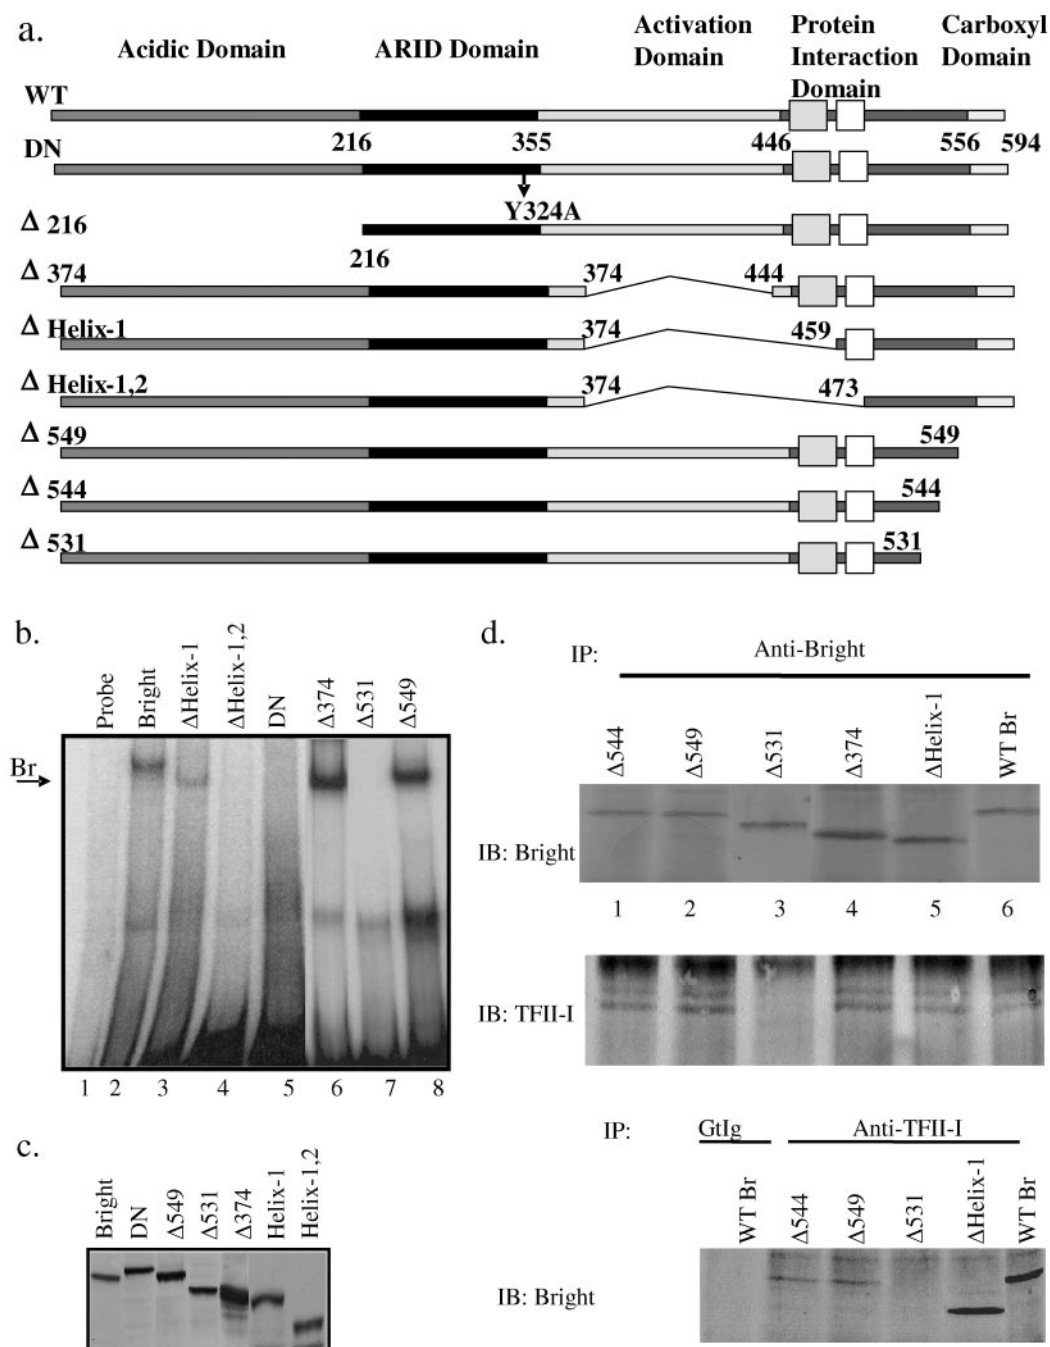 a.
Acidic Domain
ARID Domain
Activation
Domain
Protein
Interaction
Domain
Carboxyl
Domain
WT
216
355
446
556
594
DN
Y324A
Δ 216
216
Δ 374
374
444
Δ Helix-1
374
459
Δ Helix-1,2
374
473
Δ 549
549
Δ 544
544
Δ 531
531
b.
Probe
Bright
ΔHelix-1
ΔHelix-1,2
DN
Δ374
Δ531
Δ549
Br
1 2 3 4 5 6 7 8
c.
Bright
DN
Δ549
Δ531
Δ374
Helix-1
Helix-1,2
d.
IP: Anti-Bright
Δ544
Δ549
Δ531
Δ374
ΔHelix-1
WT Br
IB: Bright
1 2 3 4 5 6
IB: TFII-I
IP: GtIg Anti-TFII-I
WT Br
Δ544
Δ549
Δ531
ΔHelix-1
WT Br
IB: Bright